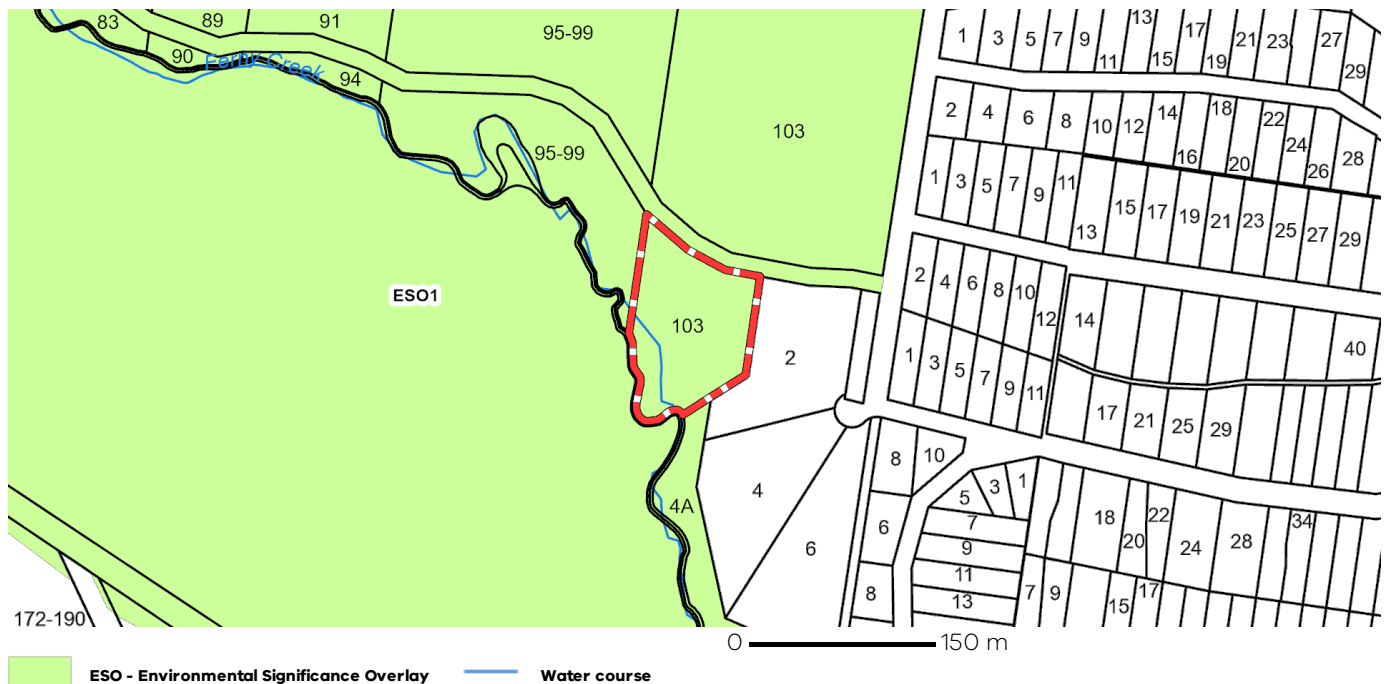 83
89
91
95-99
90
Ferny Creek
94
95-99
103
103
ESO1
4A
2
4
6
172-190
1 3 5 7 9 11 13 15 17 19 21 23 27 29
2 4 6 8 10 12 14 16 18 20 22 24 26 28
1 3 5 7 9 11 13 15 17 19 21 23 25 27 29
2 4 6 8 10 12 14 40
1 3 5 7 9 11 17 21 25 29
8 10
6
8
5 3 1
7
9
11
13
18 20 22 24 28 34
7 9 15 17
0 150 m
ESO - Environmental Significance Overlay Water course